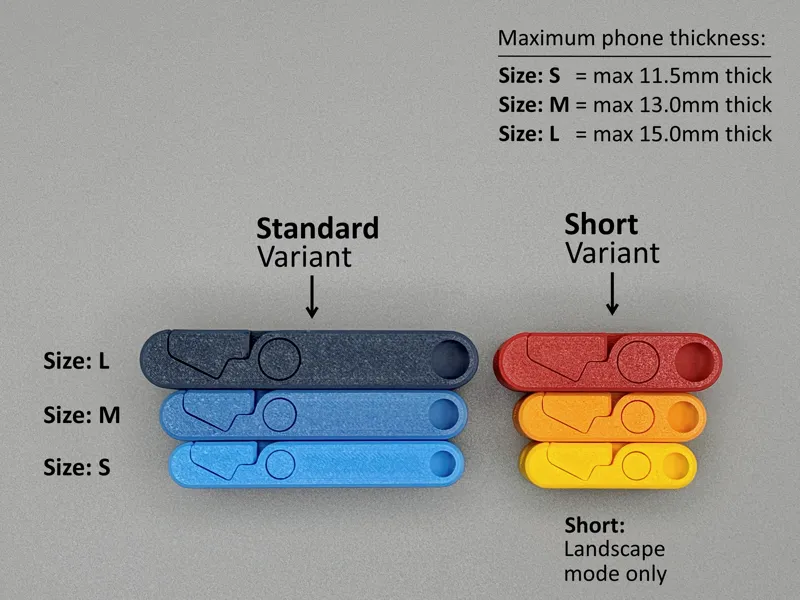 Maximum phone thickness:
Size: S = max 11.5mm thick
Size: M = max 13.0mm thick
Size: L = max 15.0mm thick
Standard
Variant
Short
Variant
Size: L
Size: M
Size: S
Short:
Landscape
mode only